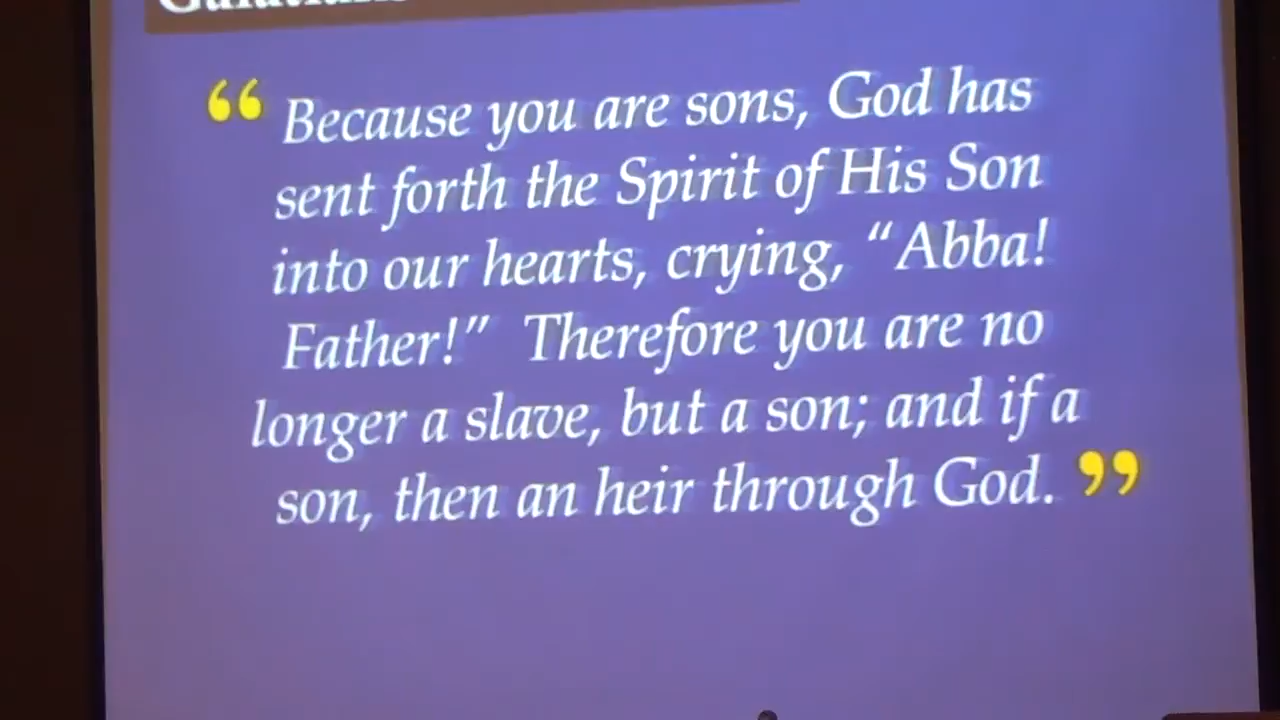 “ Because you are sons, God has
sent forth the Spirit of His Son
into our hearts, crying, “Abba!
Father!” Therefore you are no
longer a slave, but a son; and if a
son, then an heir through God. ”